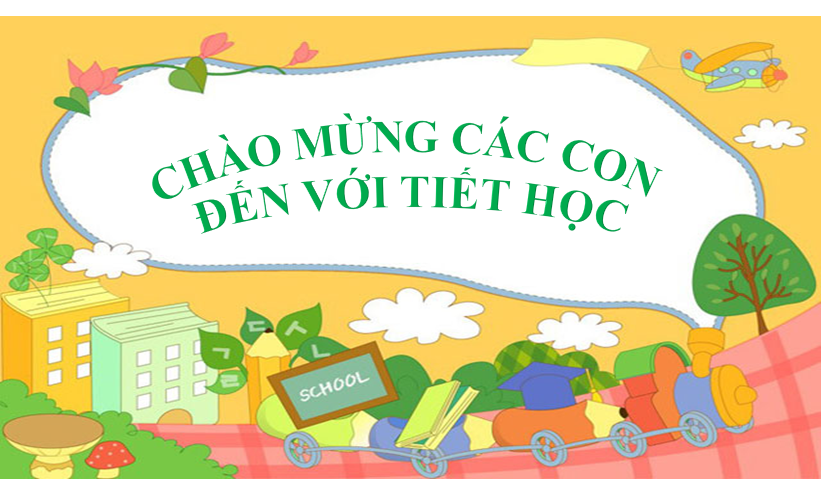 CHÀO MỪNG CÁC CON
ĐẾN VỚI TIẾT HỌC
ㄷ
ㅅ
ㄱ
ㄴ
ㅌ
SCHOOL